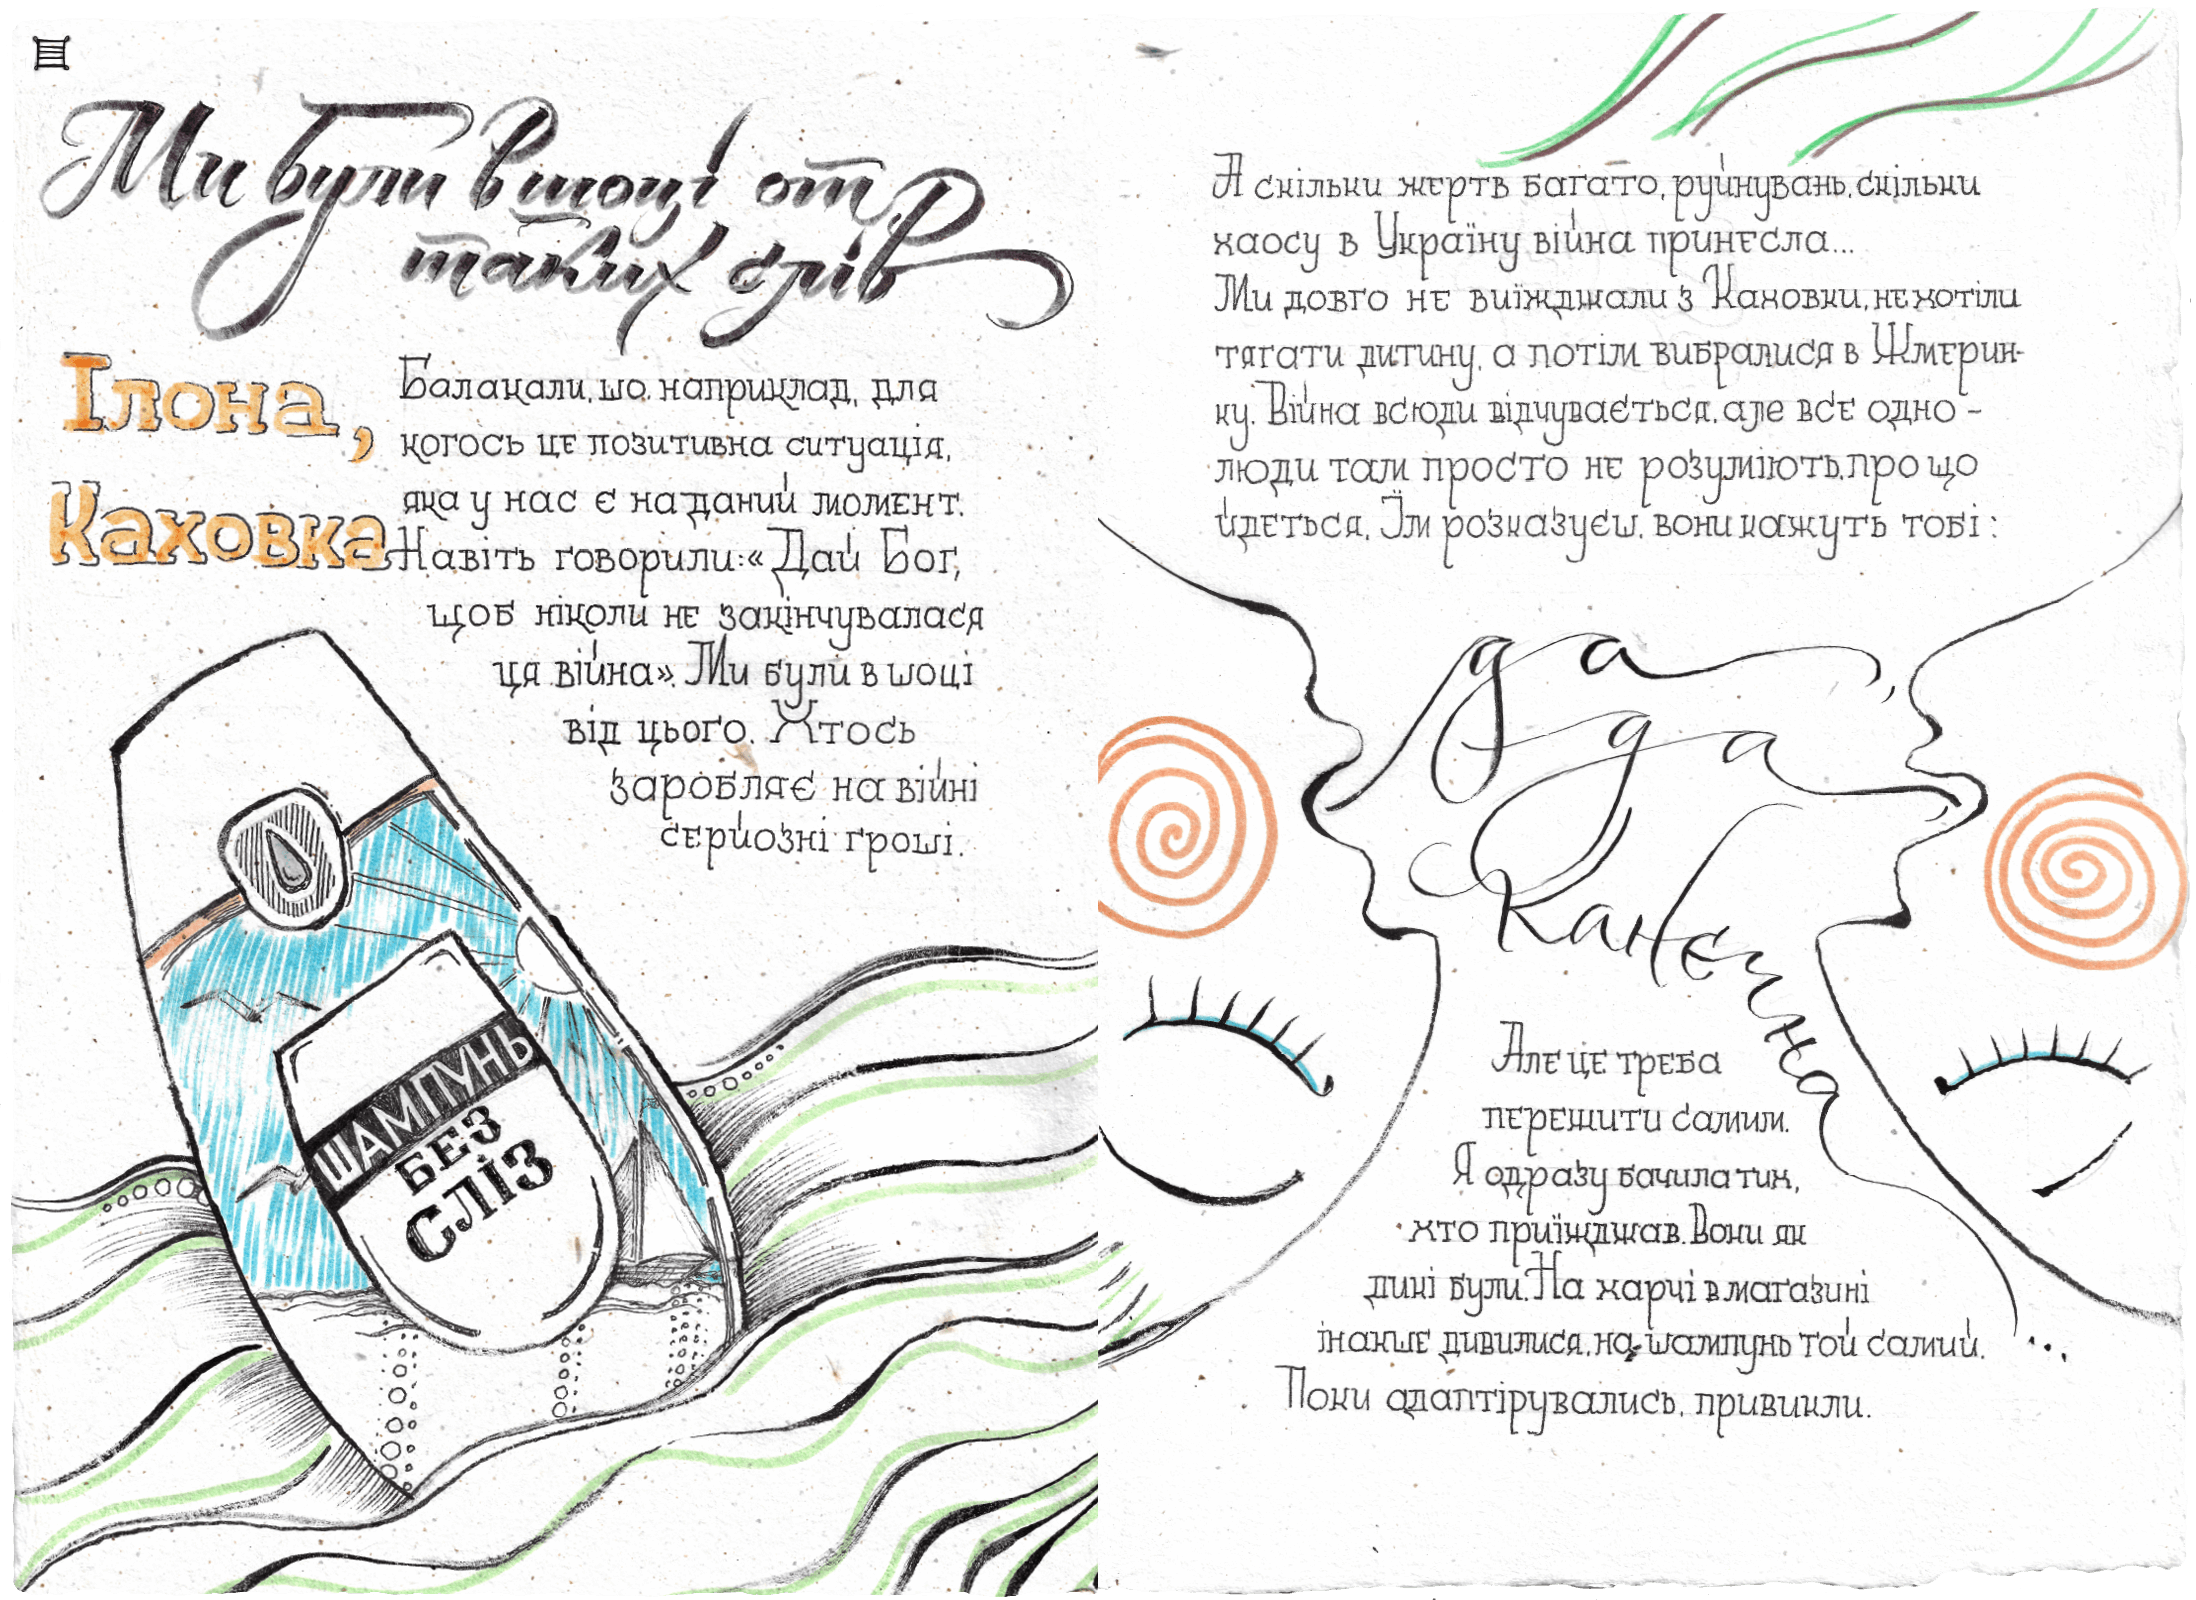 Ми були в шоці от
таких слів
Ілона,
Каховка
Балакали, шо, наприклад, для
когось це позитивна ситуація,
яка у нас є на даний момент.
Навіть говорили: «Дай Бог,
щоб ніколи не закінчувалася
ця війна». Ми були в шоці
від цього. Хтось
заробляє на війні
серйозні гроші.
ШАМПУНЬ
БЕЗ
СЛІЗ
А скільки жертв багато, руйнувань, скільки
хаосу в Україну війна принесла...
Ми довго не виїжджали з Каховки, не хотіли
тягати дитину, а потім вибралися в Жмерин-
ку. Війна всюди відчувається, але всє одно –
люди там просто не розуміють, про що
йдеться. Їм розказуєш, вони кажуть тобі:
да,
да
канєчна
...
Але це треба
пережити самим.
Я одразу бачила тих,
хто приїжджав. Вони як
дикі були. На харчі в магазині
інакше дивилися, на шампунь той самий.
Поки адаптірувались, привикли.